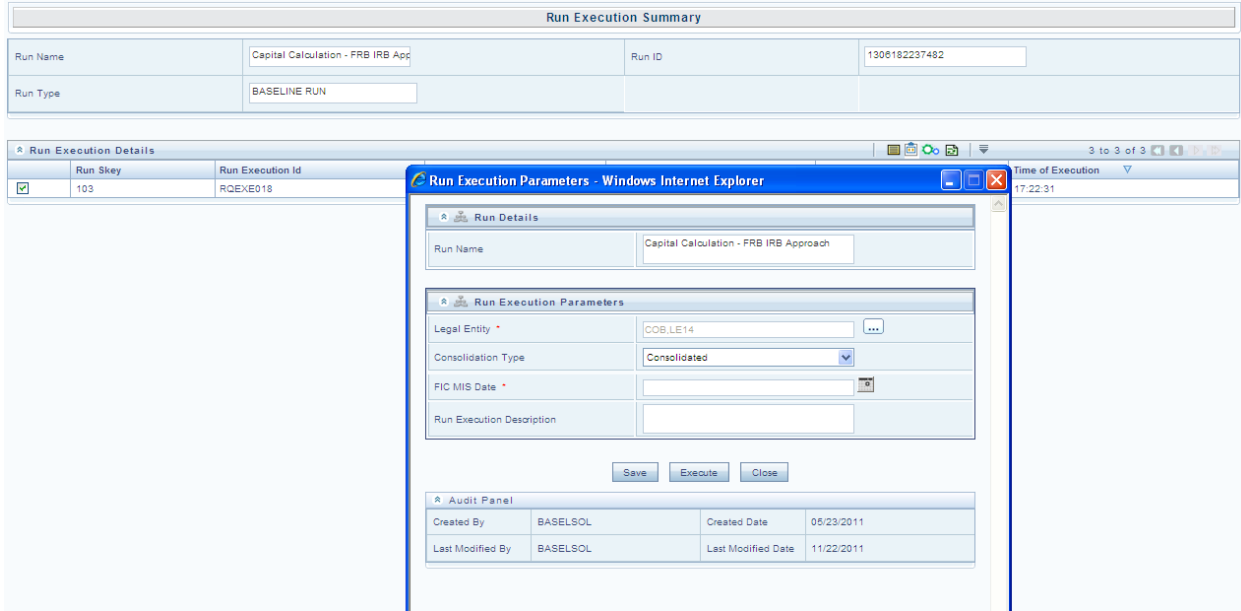 Run Execution Summary
Run Name
Capital Calculation - FRB IRB App
Run ID
1306182237482
Run Type
BASELINE RUN
Run Execution Details
3 to 3 of 3
Run Skey
Run Execution Id
Time of Execution
103
RQEXE018
17:22:31
Run Execution Parameters - Windows Internet Explorer
Run Details
Run Name
Capital Calculation - FRB IRB Approach
Run Execution Parameters
Legal Entity *
COB,LE14
...
Consolidation Type
Consolidated
FIC MIS Date *
Run Execution Description
Save
Execute
Close
Audit Panel
Created By
BASELSOL
Created Date
05/23/2011
Last Modified By
BASELSOL
Last Modified Date
11/22/2011